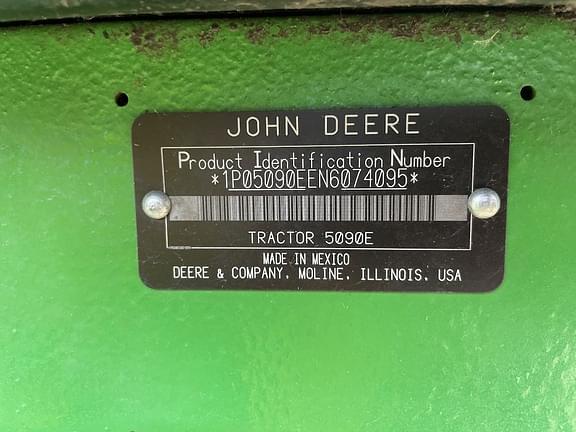 JOHN DEERE
Product Identification Number
*1P05090EEN6074095*
TRACTOR 5090E
MADE IN MEXICO
DEERE & COMPANY, MOLINE, ILLINOIS, USA